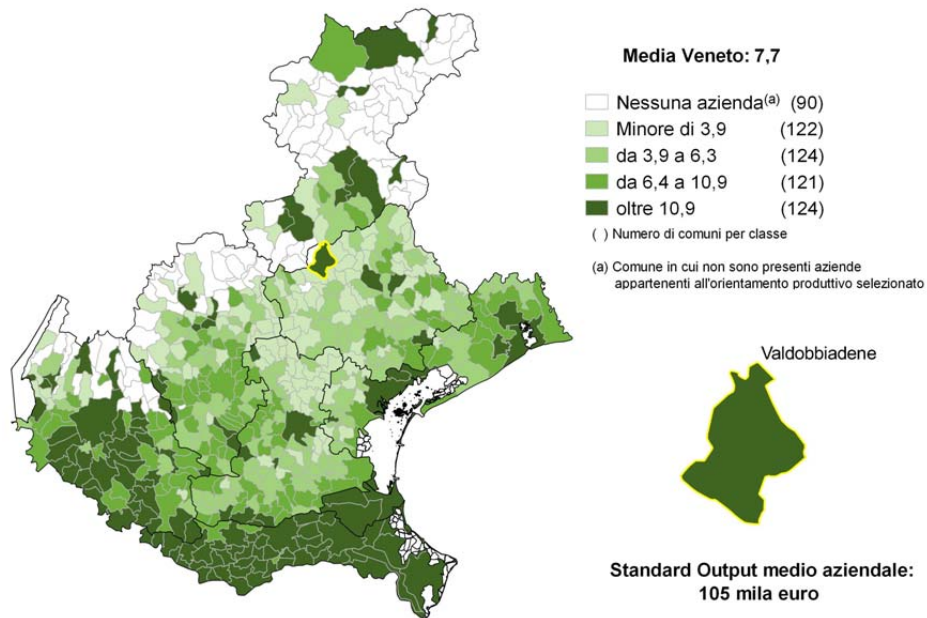 Media Veneto: 7,7
Nessuna azienda(a) (90)
Minore di 3,9 (122)
da 3,9 a 6,3 (124)
da 6,4 a 10,9 (121)
oltre 10,9 (124)
( ) Numero di comuni per classe
(a) Comune in cui non sono presenti aziende
appartenenti all'orientamento produttivo selezionato
Valdobbiadene
Standard Output medio aziendale:
105 mila euro